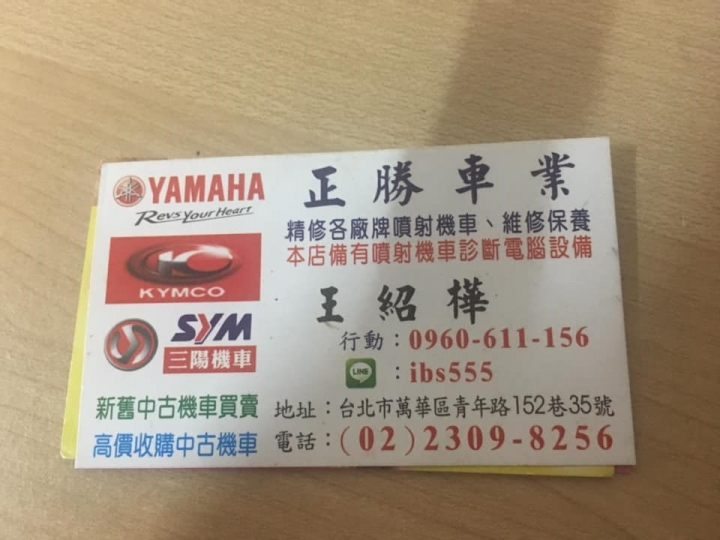 YAMAHA
Revs Your Heart
KYMCO
SYM
三陽機車
新舊中古機車買賣
高價收購中古機車
正勝車業
精修各廠牌噴射機車、維修保養
本店備有噴射機車診斷電腦設備
王紹樺
行動：0960-611-156
LINE：ibs555
地址：台北市萬華區青年路152巷35號
電話：(02)2309-8256